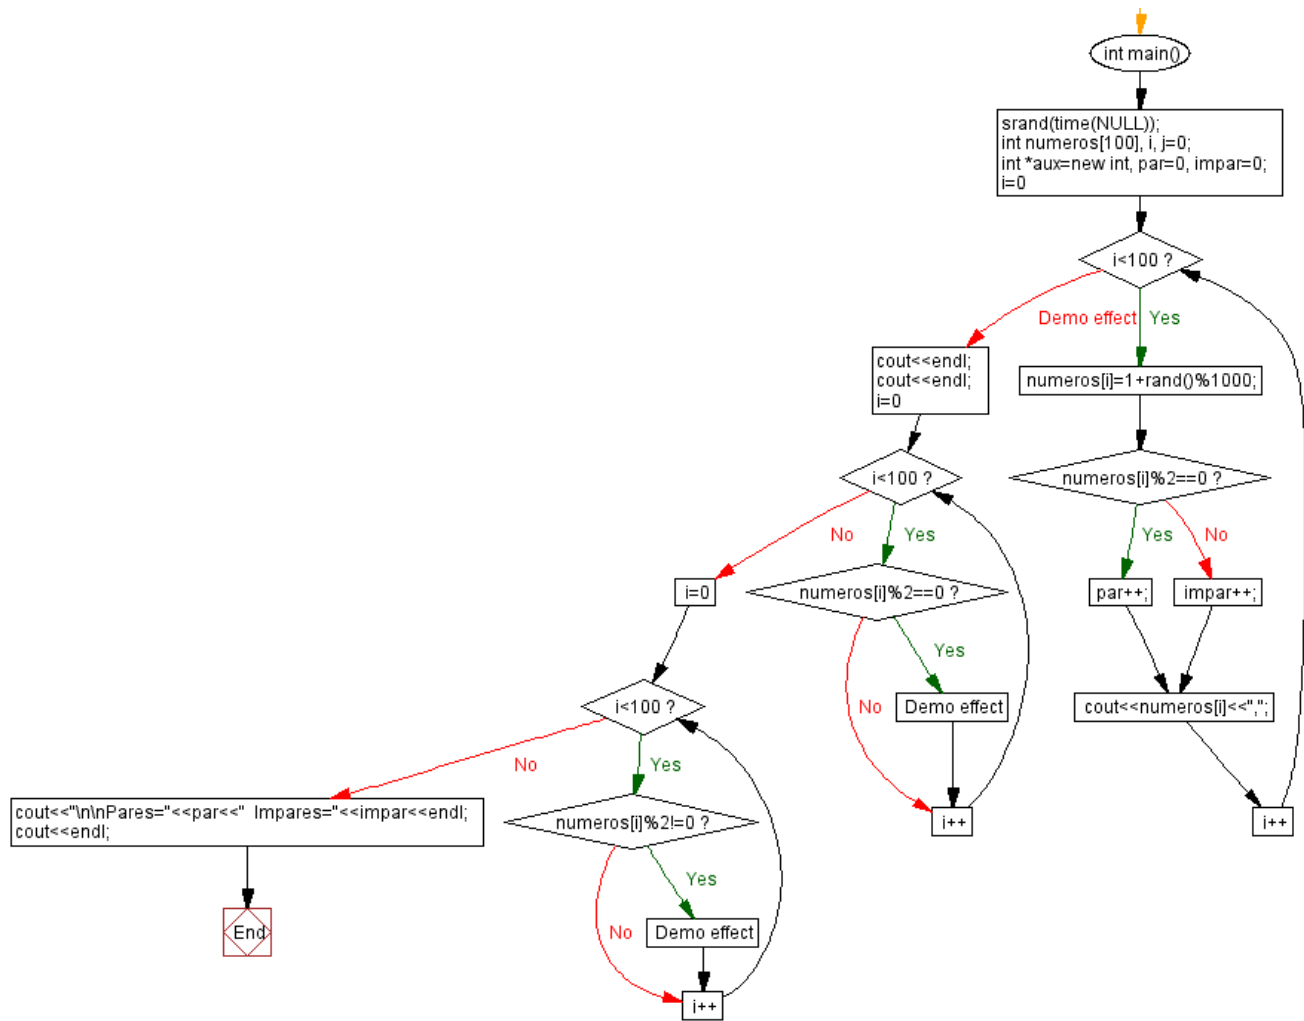 int main()
srand(time(NULL));
int numeros[100], i, j=0;
int *aux=new int, par=0, impar=0;
i=0
i<100 ?
Demo effect
Yes
numeros[i]=1+rand()%1000;
numeros[i]%2==0 ?
Yes
No
par++;
impar++;
cout<<numeros[i]<<",";
i++
cout<<endl;
cout<<endl;
i=0
i<100 ?
No
Yes
numeros[i]%2==0 ?
Yes
No
Demo effect
i++
i=0
i<100 ?
No
Yes
numeros[i]%2!=0 ?
Yes
No
Demo effect
i++
cout<<"\n\nPares="<<par<<"  Impares="<<impar<<endl;
cout<<endl;
End